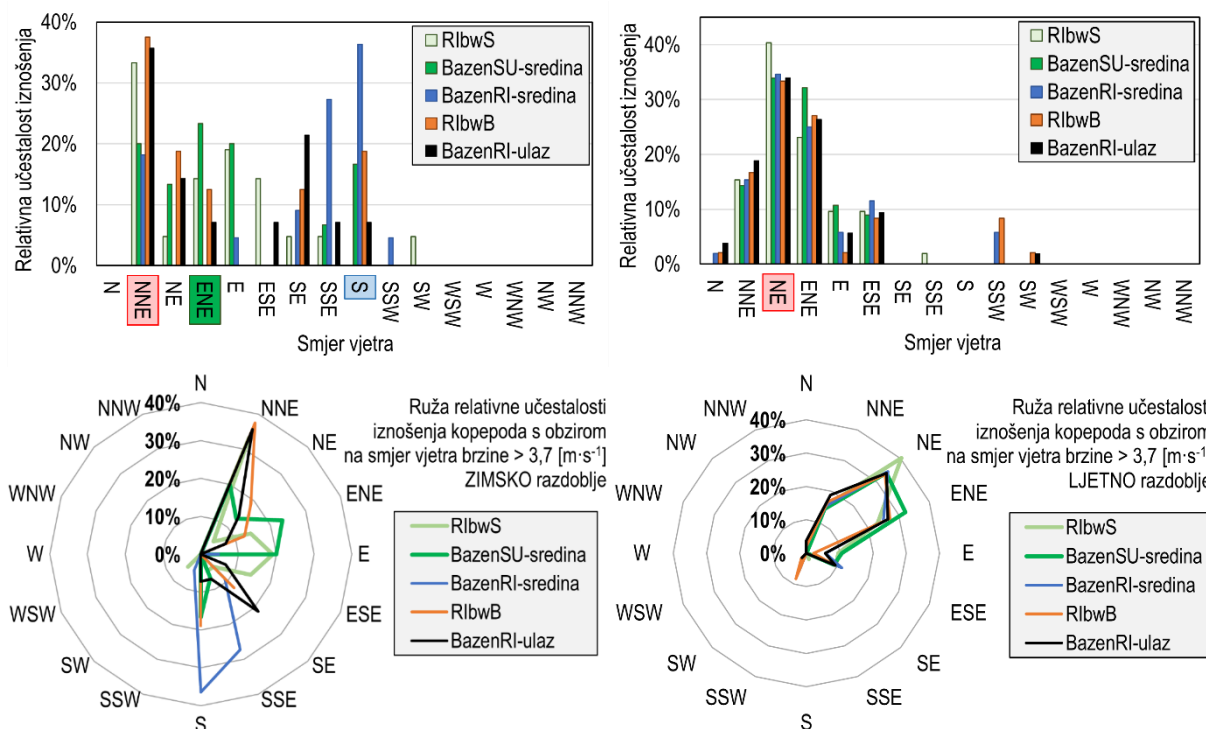 Relativna učestalost iznošenja
40%
30%
20%
10%
0%
RIbwS
BazenSU-sredina
BazenRI-sredina
RIbwB
BazenRI-ulaz
N
NNE
NE
ENE
E
ESE
SE
SSE
S
SSW
SW
WSW
W
WNW
NW
NNW
Smjer vjetra
Relativna učestalost iznošenja
40%
30%
20%
10%
0%
RIbwS
BazenSU-sredina
BazenRI-sredina
RIbwB
BazenRI-ulaz
N
NNE
NE
ENE
E
ESE
SE
SSE
S
SSW
SW
WSW
W
WNW
NW
NNW
Smjer vjetra
N
NNE
NE
ENE
E
ESE
SE
SSE
S
SSW
SW
WSW
W
WNW
NW
NNW
40%
30%
20%
10%
0%
Ruža relativne učestalosti
iznošenja kopepoda s obzirom
na smjer vjetra brzine > 3,7 [m·s⁻¹]
ZIMSKO razdoblje
RIbwS
BazenSU-sredina
BazenRI-sredina
RIbwB
BazenRI-ulaz
N
NNE
NE
ENE
E
ESE
SE
SSE
S
SSW
SW
WSW
W
WNW
NW
NNW
40%
30%
20%
10%
0%
Ruža relativne učestalost
iznošenja kopepoda s obzirom
na smjer vjetra brzine > 3,7 [m·s⁻¹
LJETNO razdoblje
RIbwS
BazenSU-sredina
BazenRI-sredina
RIbwB
BazenRI-ulaz